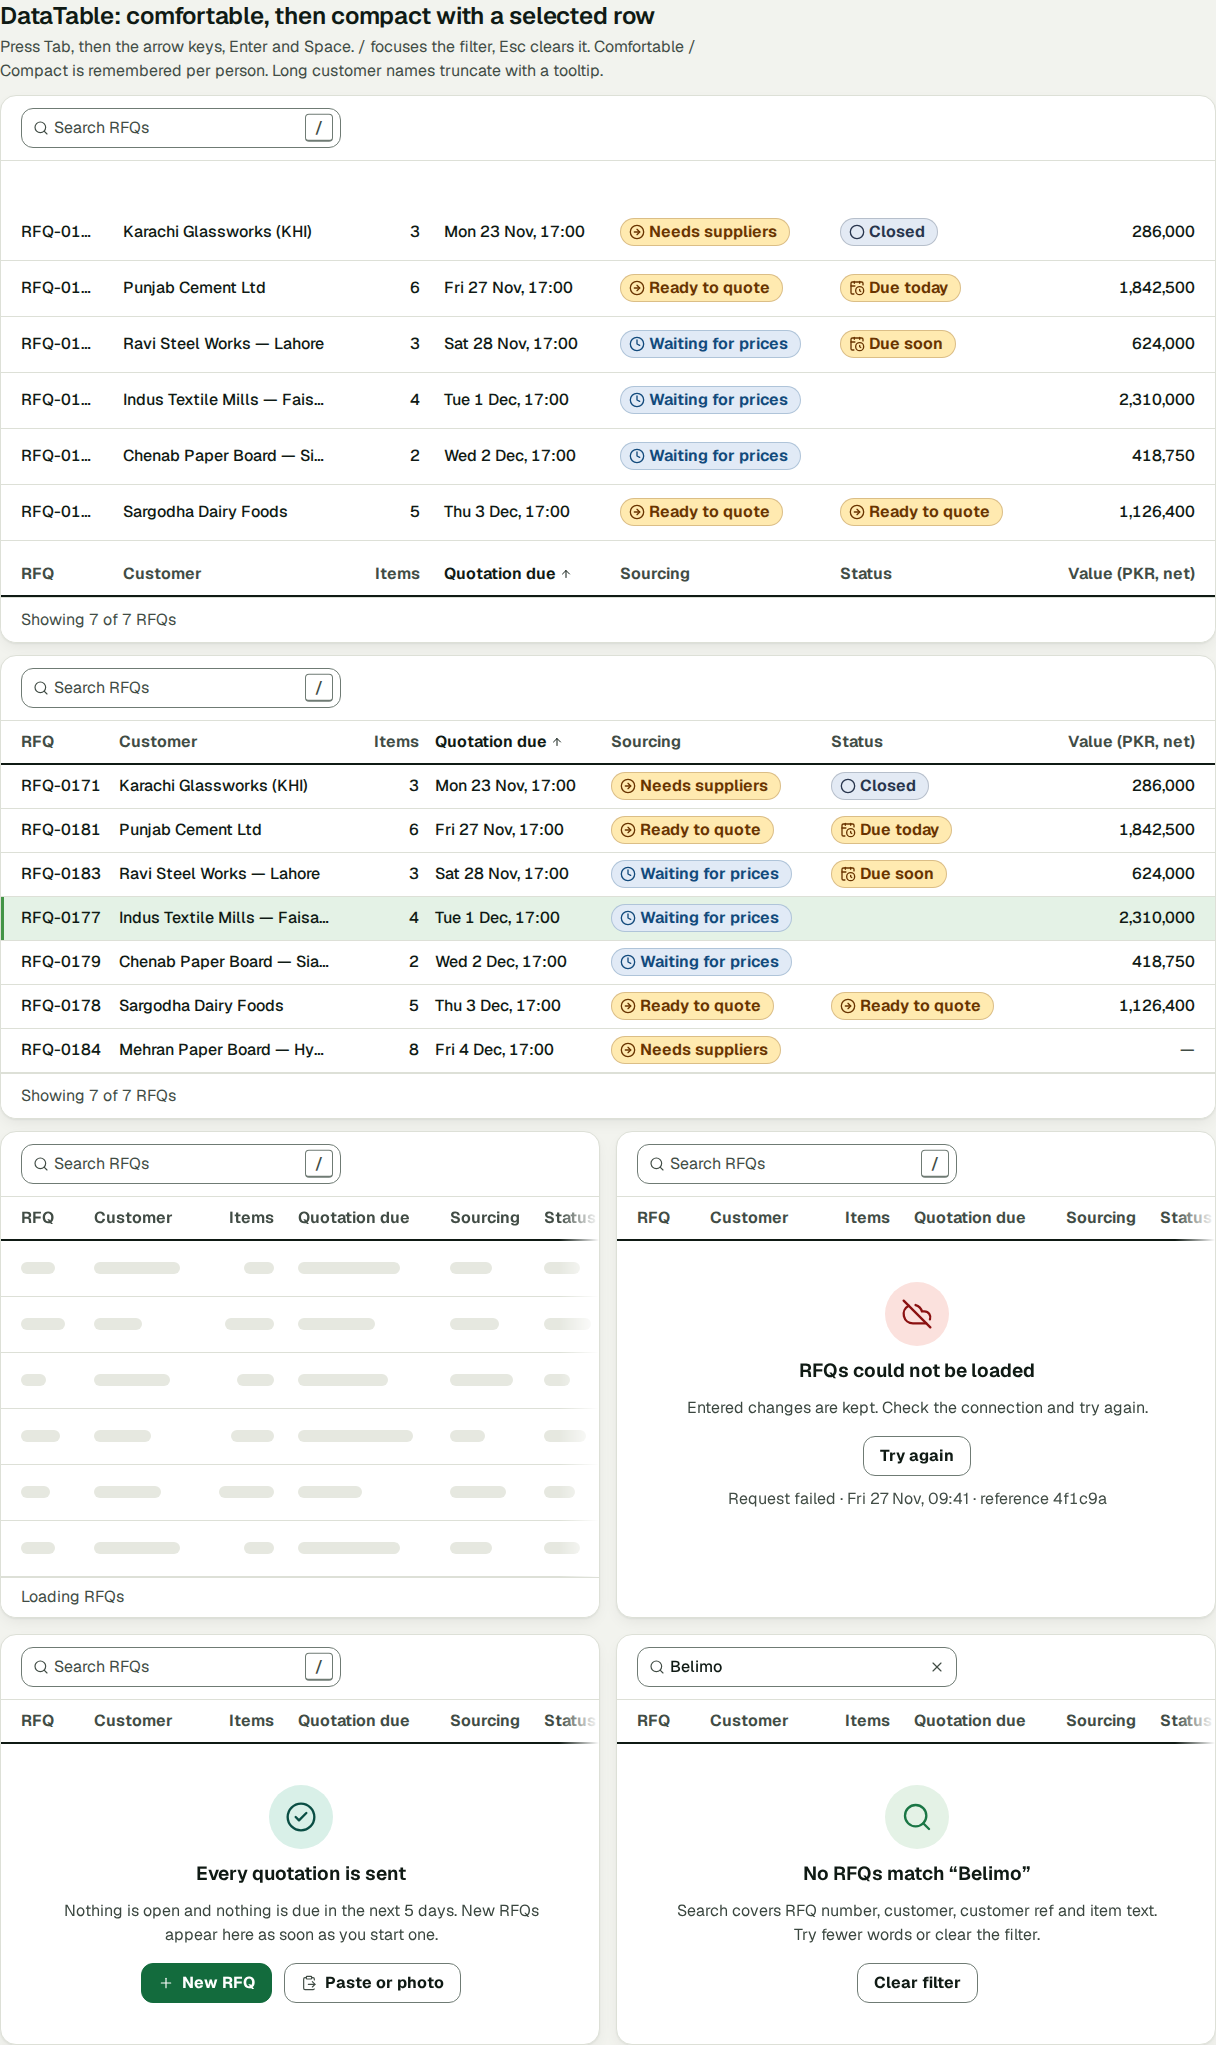 DataTable: comfortable, then compact with a selected row
Press Tab, then the arrow keys, Enter and Space. / focuses the filter, Esc clears it. Comfortable /
Compact is remembered per person. Long customer names truncate with a tooltip.
Search RFQs /
RFQ-01... Karachi Glassworks (KHI) 3 Mon 23 Nov, 17:00 Needs suppliers Closed 286,000
RFQ-01... Punjab Cement Ltd 6 Fri 27 Nov, 17:00 Ready to quote Due today 1,842,500
RFQ-01... Ravi Steel Works — Lahore 3 Sat 28 Nov, 17:00 Waiting for prices Due soon 624,000
RFQ-01... Indus Textile Mills — Fais... 4 Tue 1 Dec, 17:00 Waiting for prices 2,310,000
RFQ-01... Chenab Paper Board — Si... 2 Wed 2 Dec, 17:00 Waiting for prices 418,750
RFQ-01... Sargodha Dairy Foods 5 Thu 3 Dec, 17:00 Ready to quote Ready to quote 1,126,400
RFQ Customer Items Quotation due ↑ Sourcing Status Value (PKR, net)
Showing 7 of 7 RFQs
Search RFQs /
RFQ Customer Items Quotation due ↑ Sourcing Status Value (PKR, net)
RFQ-0171 Karachi Glassworks (KHI) 3 Mon 23 Nov, 17:00 Needs suppliers Closed 286,000
RFQ-0181 Punjab Cement Ltd 6 Fri 27 Nov, 17:00 Ready to quote Due today 1,842,500
RFQ-0183 Ravi Steel Works — Lahore 3 Sat 28 Nov, 17:00 Waiting for prices Due soon 624,000
RFQ-0177 Indus Textile Mills — Faisa... 4 Tue 1 Dec, 17:00 Waiting for prices 2,310,000
RFQ-0179 Chenab Paper Board — Sia... 2 Wed 2 Dec, 17:00 Waiting for prices 418,750
RFQ-0178 Sargodha Dairy Foods 5 Thu 3 Dec, 17:00 Ready to quote Ready to quote 1,126,400
RFQ-0184 Mehran Paper Board — Hy... 8 Fri 4 Dec, 17:00 Needs suppliers —
Showing 7 of 7 RFQs
Search RFQs /
RFQ Customer Items Quotation due Sourcing Status
Loading RFQs
Search RFQs /
RFQ Customer Items Quotation due Sourcing Status
RFQs could not be loaded
Entered changes are kept. Check the connection and try again.
Try again
Request failed · Fri 27 Nov, 09:41 · reference 4f1c9a
Search RFQs /
RFQ Customer Items Quotation due Sourcing Status
Every quotation is sent
Nothing is open and nothing is due in the next 5 days. New RFQs
appear here as soon as you start one.
New RFQ Paste or photo
Belimo
RFQ Customer Items Quotation due Sourcing Status
No RFQs match “Belimo”
Search covers RFQ number, customer, customer ref and item text.
Try fewer words or clear the filter.
Clear filter